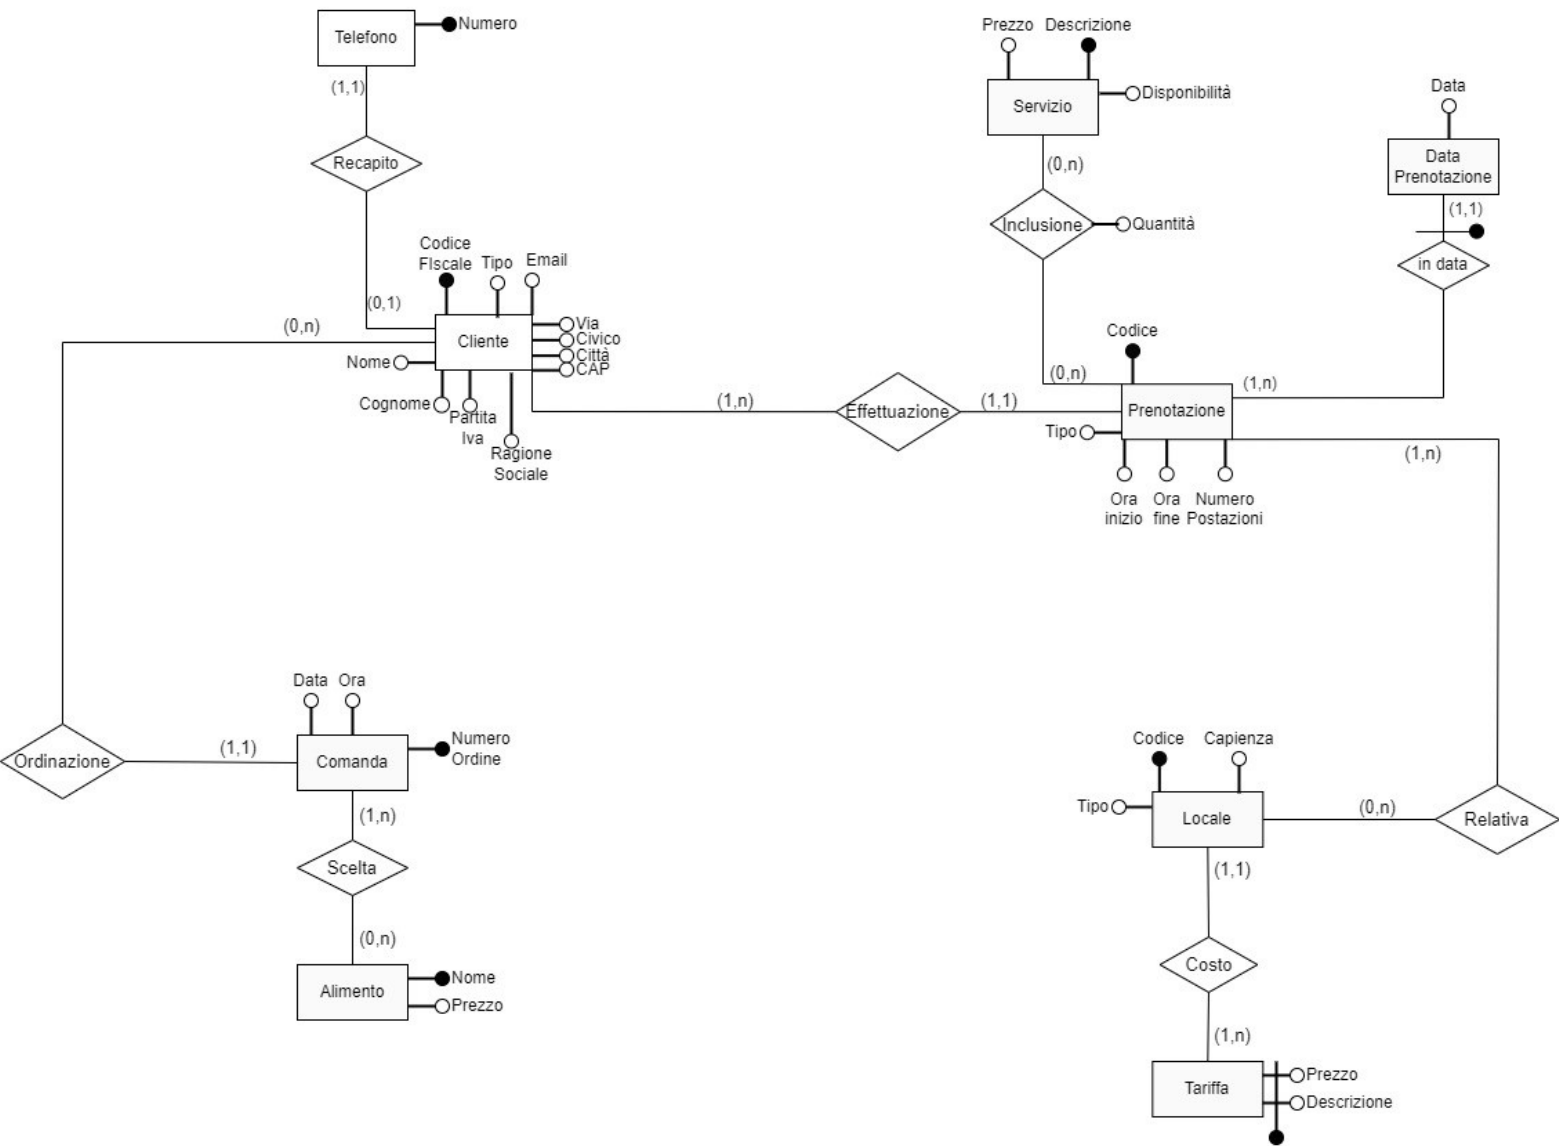 Telefono
Numero
(1,1)
Recapito
(0,1)
Prezzo
Descrizione
Servizio
Disponibilità
(0,n)
Inclusione
Quantità
(0,n)
Data
Data
Prenotazione
(1,1)
in data
(1,n)
Codice
FIscale
Tipo
Email
Via
Civico
Città
CAP
Cliente
(0,n)
Nome
Cognome
Partita
Iva
Ragione
Sociale
(1,n)
Effettuazione
(1,1)
Codice
Prenotazione
Tipo
Ora
inizio
Ora
fine
Numero
Postazioni
(1,n)
Data
Ora
Numero
Ordine
Ordinazione
(1,1)
Comanda
(1,n)
Scelta
(0,n)
Alimento
Nome
Prezzo
Codice
Capienza
Tipo
Locale
(0,n)
Relativa
(1,1)
Costo
(1,n)
Tariffa
Prezzo
Descrizione